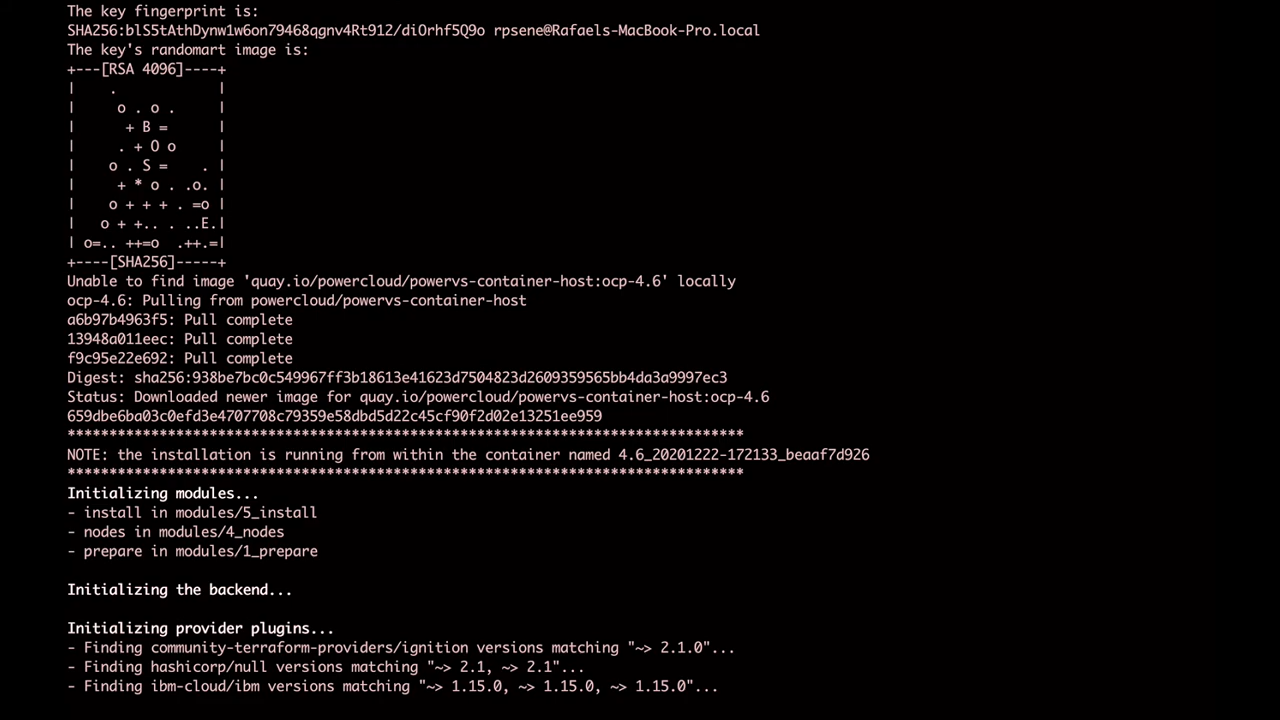 The key fingerprint is:
SHA256:blS5tAthDynw1w6on79468qgnv4Rt912/diOrhf5Q9o rpsene@Rafaels-MacBook-Pro.local
The key's randomart image is:
+---[RSA 4096]----+
|    .            |
|     o . o .     |
|      + B =      |
|     . + O o     |
|    o . S =    . |
|     + * o . .o. |
|    o + + + . =o |
|   o + +.. . ..E.|
| o=.. ++=o  .++.=|
+----[SHA256]-----+
Unable to find image 'quay.io/powercloud/powervs-container-host:ocp-4.6' locally
ocp-4.6: Pulling from powercloud/powervs-container-host
a6b97b4963f5: Pull complete
13948a011eec: Pull complete
f9c95e22e692: Pull complete
Digest: sha256:938be7bc0c549967ff3b18613e41623d7504823d2609359565bb4da3a9997ec3
Status: Downloaded newer image for quay.io/powercloud/powervs-container-host:ocp-4.6
659dbe6ba03c0efd3e4707708c79359e58dbd5d22c45cf90f2d02e13251ee959
*********************************************************************************
NOTE: the installation is running from within the container named 4.6_20201222-172133_beaaf7d926
*********************************************************************************
Initializing modules...
- install in modules/5_install
- nodes in modules/4_nodes
- prepare in modules/1_prepare
Initializing the backend...
Initializing provider plugins...
- Finding community-terraform-providers/ignition versions matching "~> 2.1.0"...
- Finding hashicorp/null versions matching "~> 2.1, ~> 2.1"...
- Finding ibm-cloud/ibm versions matching "~> 1.15.0, ~> 1.15.0, ~> 1.15.0"...